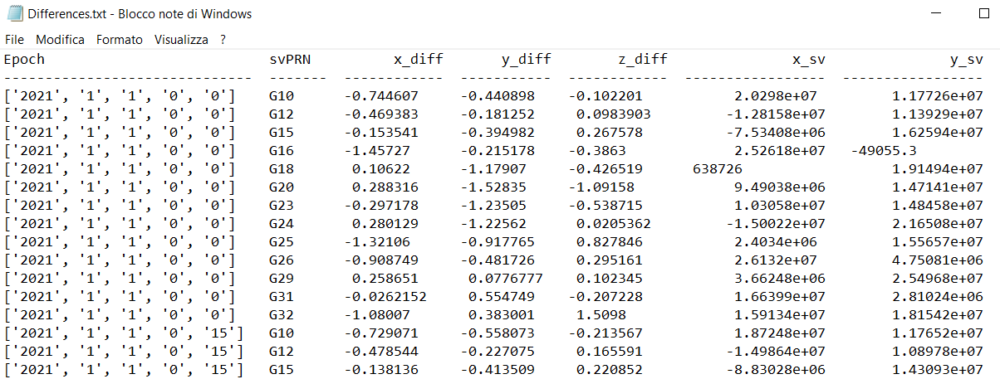 Differences.txt - Blocco note di Windows
File Modifica Formato Visualizza ?
Epoch svPRN x_diff y_diff z_diff x_sv y_sv
----------------------------- ------- ----------- ----------- ------------ ----------------- -----------------
['2021', '1', '1', '0', '0'] G10 -0.744607 -0.440898 -0.102201 2.0298e+07 1.17726e+07
['2021', '1', '1', '0', '0'] G12 -0.469383 -0.181252 0.0983903 -1.28158e+07 1.13929e+07
['2021', '1', '1', '0', '0'] G15 -0.153541 -0.394982 0.267578 -7.53408e+06 1.62594e+07
['2021', '1', '1', '0', '0'] G16 -1.45727 -0.215178 -0.3863 2.52618e+07 -49055.3
['2021', '1', '1', '0', '0'] G18 0.10622 -1.17907 -0.426519 638726 1.91494e+07
['2021', '1', '1', '0', '0'] G20 0.288316 -1.52835 -1.09158 9.49038e+06 1.47141e+07
['2021', '1', '1', '0', '0'] G23 -0.297178 -1.23505 -0.538715 1.03058e+07 1.48458e+07
['2021', '1', '1', '0', '0'] G24 0.280129 -1.22562 0.0205362 -1.50022e+07 2.16508e+07
['2021', '1', '1', '0', '0'] G25 -1.32106 -0.917765 0.827846 2.4034e+06 1.55657e+07
['2021', '1', '1', '0', '0'] G26 -0.908749 -0.481726 0.295161 2.6132e+07 4.75081e+06
['2021', '1', '1', '0', '0'] G29 0.258651 0.0776777 0.102345 3.66248e+06 2.54968e+07
['2021', '1', '1', '0', '0'] G31 -0.0262152 0.554749 -0.207228 1.66399e+07 2.81024e+06
['2021', '1', '1', '0', '0'] G32 -1.08007 0.383001 1.5098 1.59134e+07 1.81542e+07
['2021', '1', '1', '0', '15'] G10 -0.729071 -0.558073 -0.213567 1.87248e+07 1.17652e+07
['2021', '1', '1', '0', '15'] G12 -0.478544 -0.227075 0.165591 -1.49864e+07 1.08978e+07
['2021', '1', '1', '0', '15'] G15 -0.138136 -0.413509 0.220852 -8.83028e+06 1.43093e+07